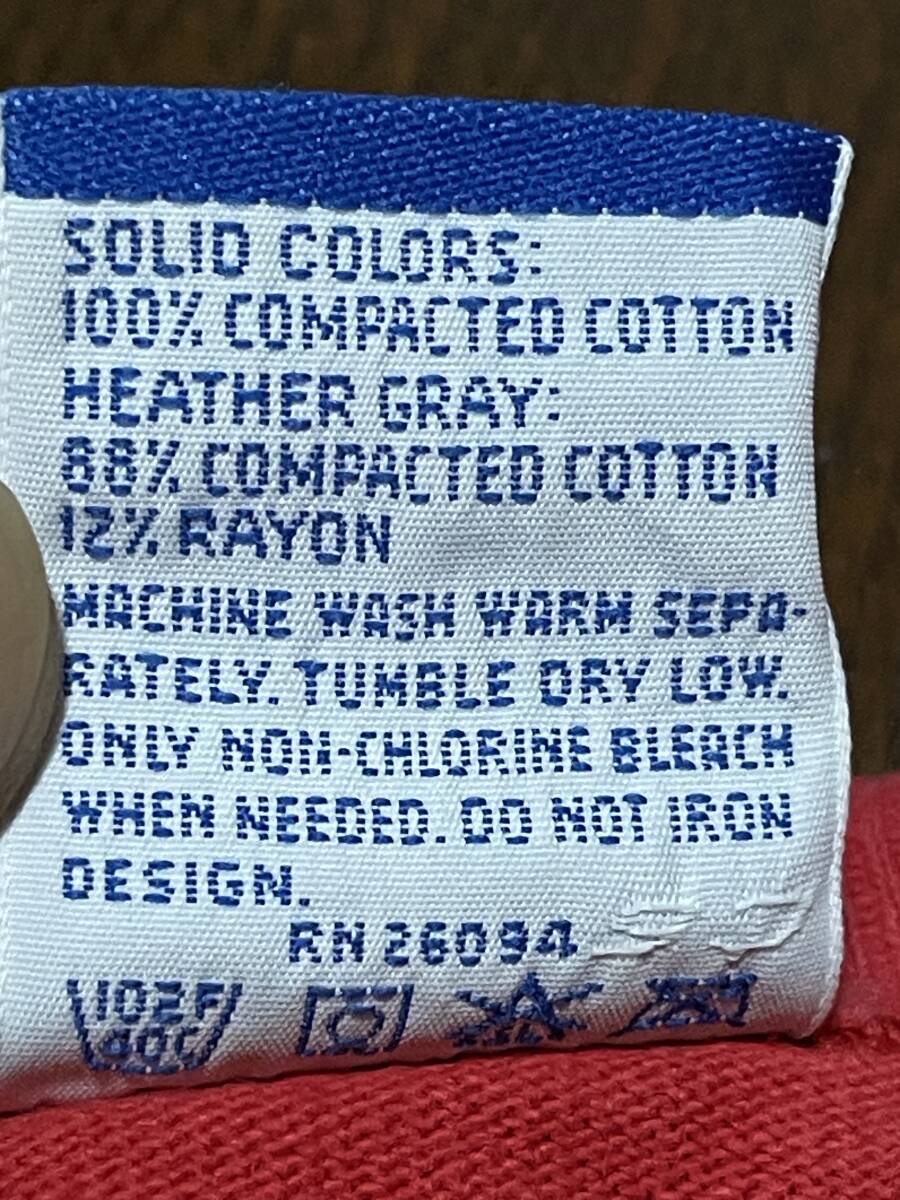 SOLID COLORS:
100% COMPACTED COTTON
HEATHER GRAY:
88% COMPACTED COTTON
12% RAYON
MACHINE WASH WARM SEPA-
RATELY. TUMBLE DRY LOW.
ONLY NON-CHLORINE BLEACH
WHEN NEEDED. DO NOT IRON
DESIGN.
RN 26094
102F